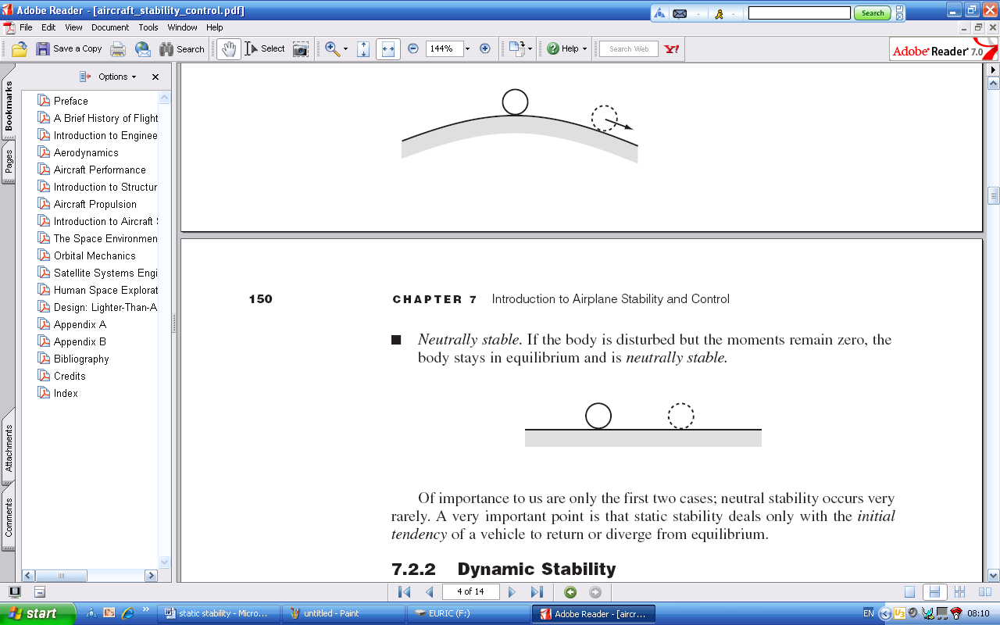 Adobe Reader - [aircraft_stability_control.pdf]
Search
File Edit View Document Tools Window Help
Save a Copy Search Select 144% Help Search Web Y! Adobe Reader 7.0
Bookmarks
Pages
Attachments
Comments
Options
Preface
A Brief History of Flight
Introduction to Enginee
Aerodynamics
Aircraft Performance
Introduction to Structur
Aircraft Propulsion
Introduction to Aircraft S
The Space Environmen
Orbital Mechanics
Satellite Systems Engi
Human Space Explorat
Design: Lighter-Than-A
Appendix A
Appendix B
Bibliography
Credits
Index
150 CHAPTER 7 Introduction to Airplane Stability and Control
■ Neutrally stable. If the body is disturbed but the moments remain zero, the
body stays in equilibrium and is neutrally stable.
Of importance to us are only the first two cases; neutral stability occurs very
rarely. A very important point is that static stability deals only with the initial
tendency of a vehicle to return or diverge from equilibrium.
7.2.2 Dynamic Stability
4 of 14
start static stability - Micro... untitled - Paint EURIC (F:) Adobe Reader - [aircr... EN U3 08:10